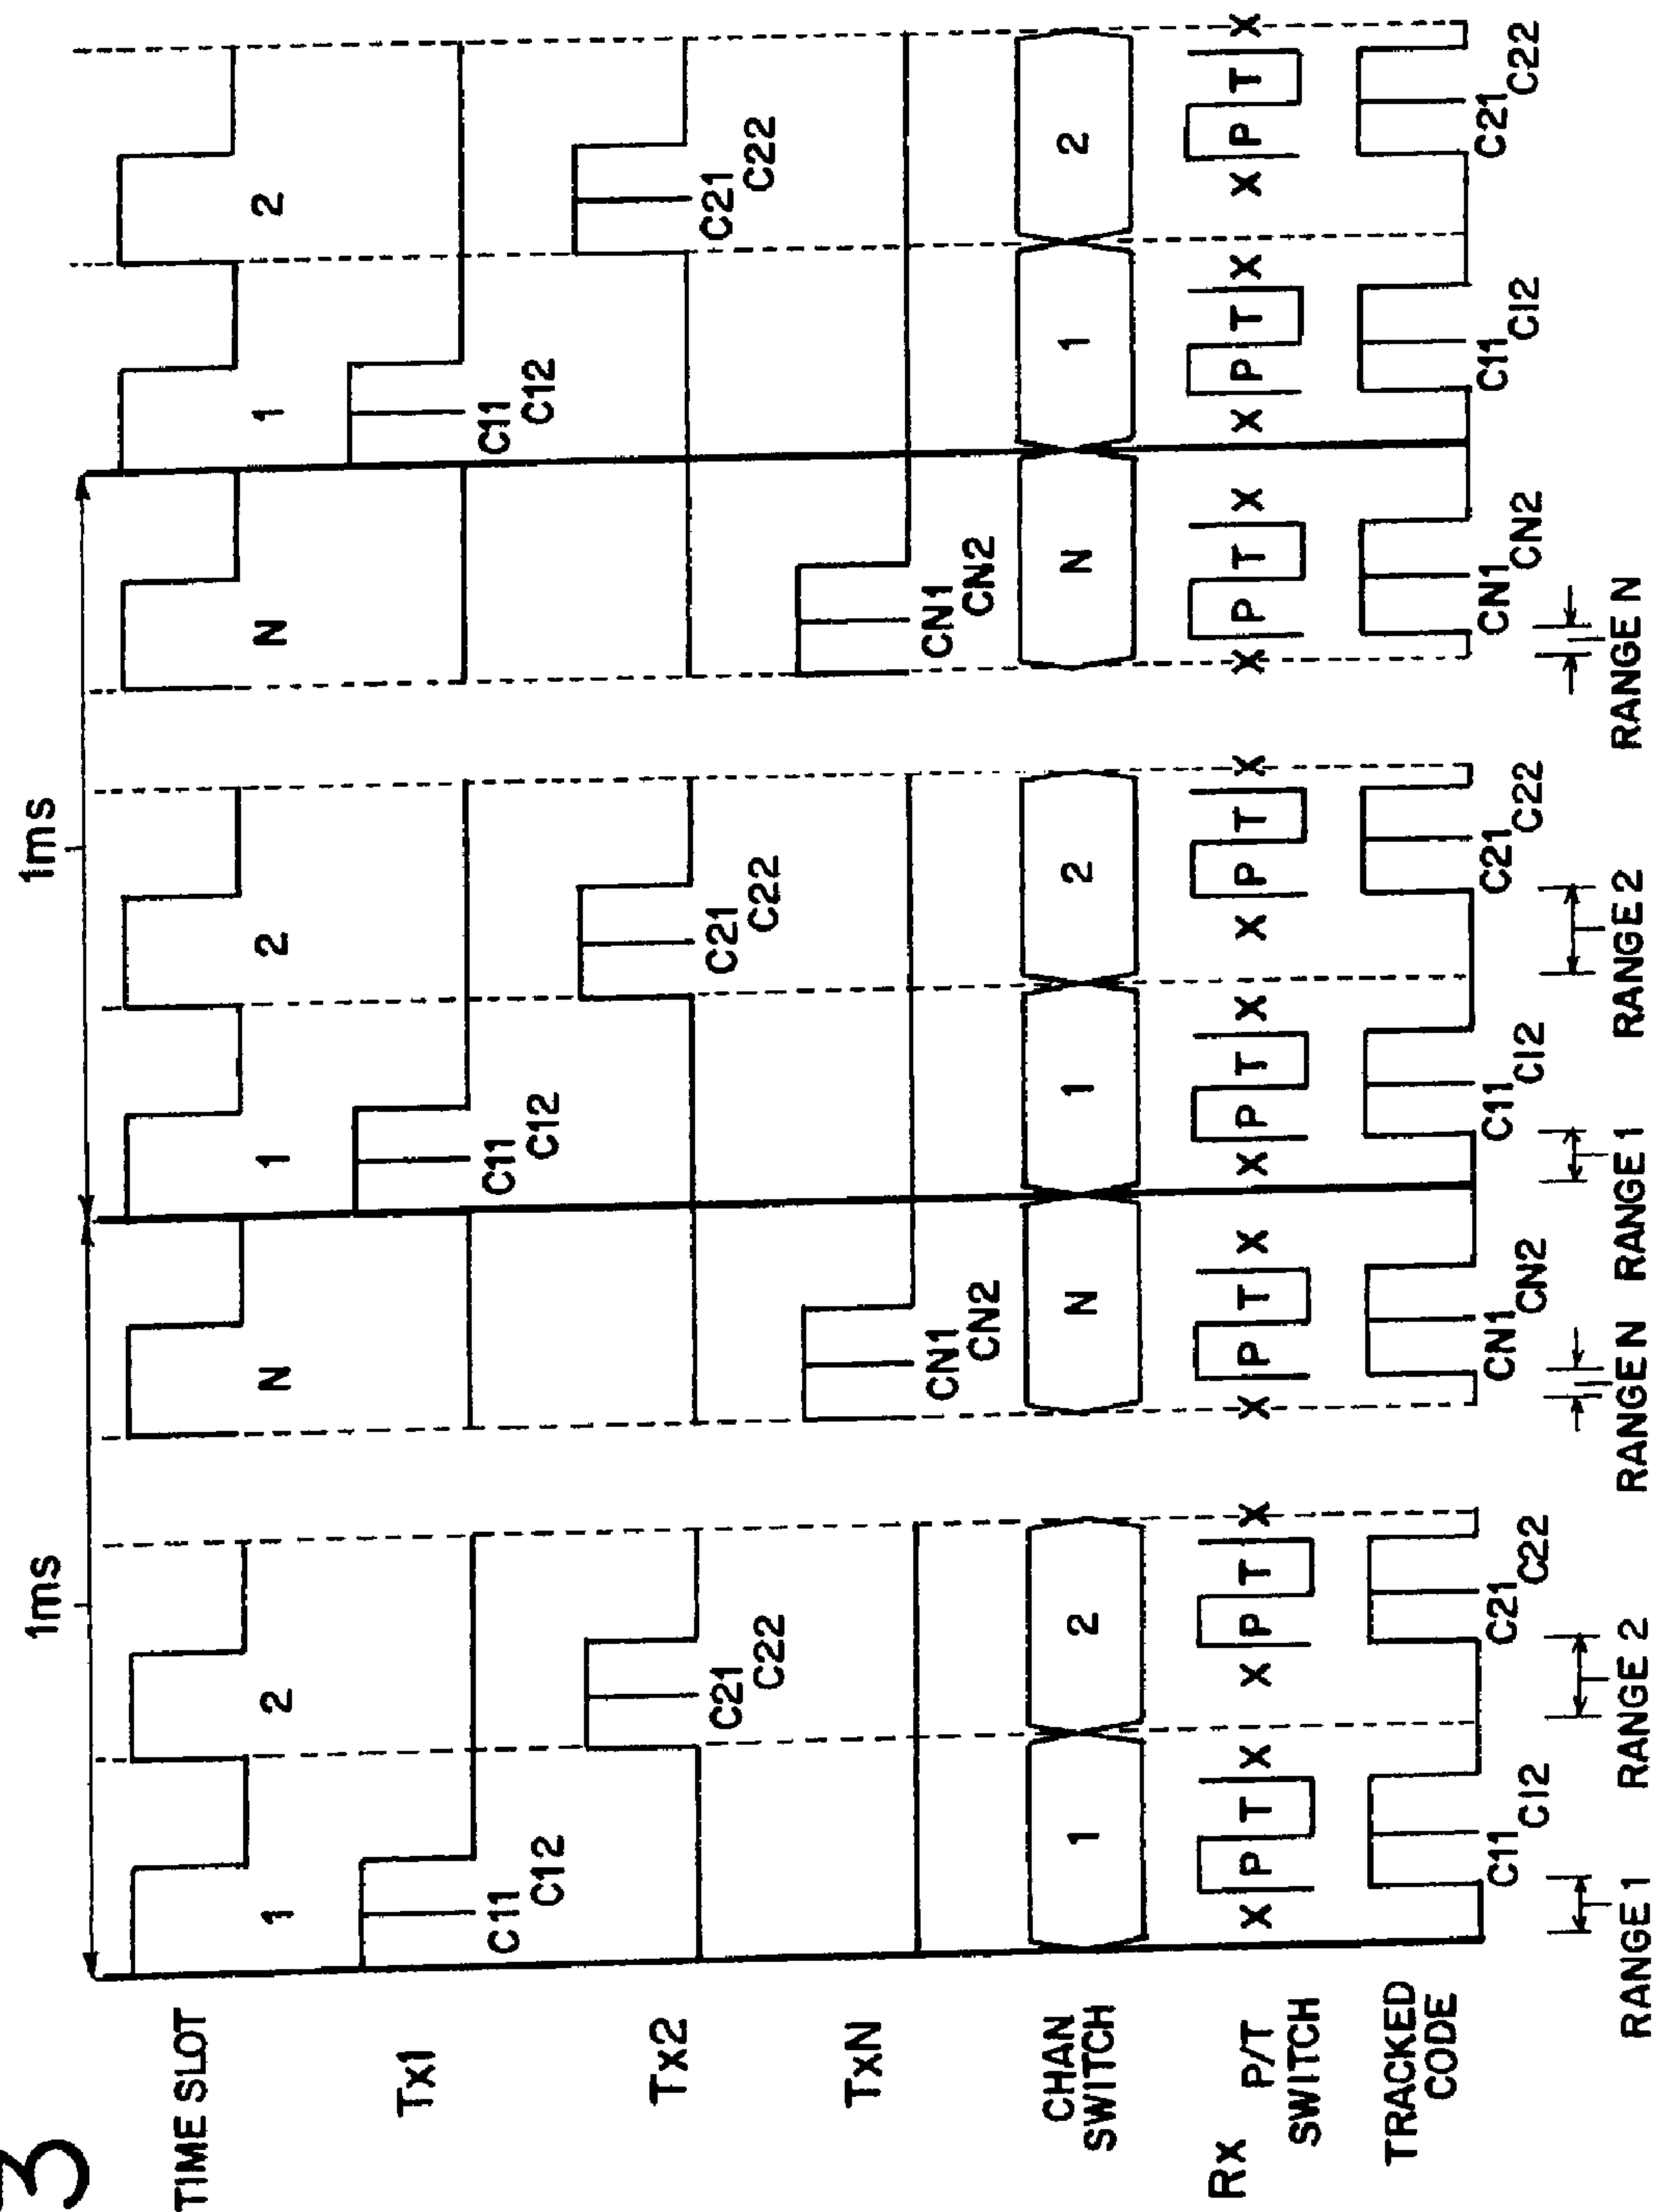 3
1ms 1ms
TIME SLOT 1 2 N 1 2 N 1 2
Tx1 C11 C12 C11 C12 C11 C12
Tx2 C21 C22 C21 C22 C21 C22
TxN CN1 CN2 CN1 CN2
CHAN SWITCH 1 2 N 1 2 N 1 2
RX
P/T SWITCH X P T X X P T X X P T X X P T X X P T X X P T X X P T X X P T X
TRACKED CODE C11 CI2 C21 C22 CN1 CN2 C11 CI2 C21 C22 CN1 CN2 C11 CI2 C21 C22
RANGE 1 RANGE 2 RANGE N RANGE 1 RANGE 2 RANGE N